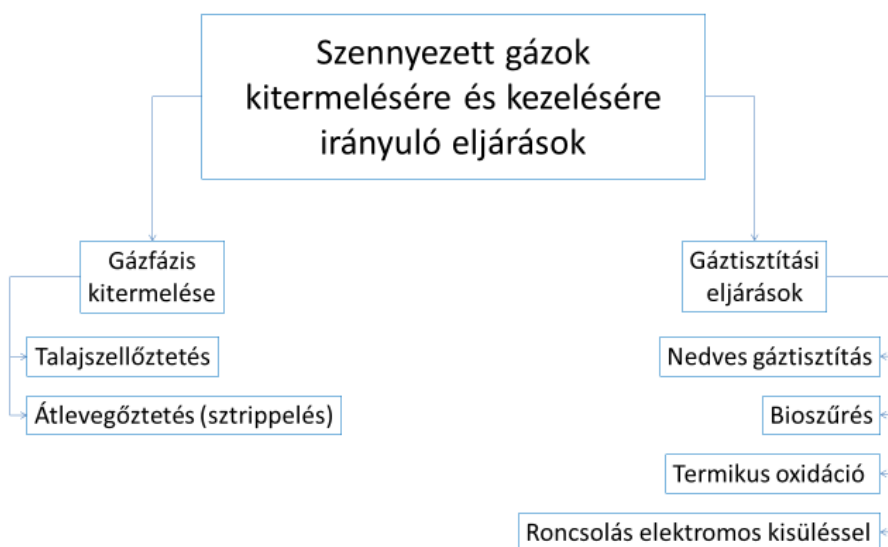 Szennyezett gázok
kitermelésére és kezelésére
irányuló eljárások
Gázfázis
kitermelése
Talajszellőztetés
Átlevegőztetés (sztrippelés)
Gáztisztítási
eljárások
Nedves gáztisztítás
Bioszűrés
Termikus oxidáció
Roncsolás elektromos kisüléssel